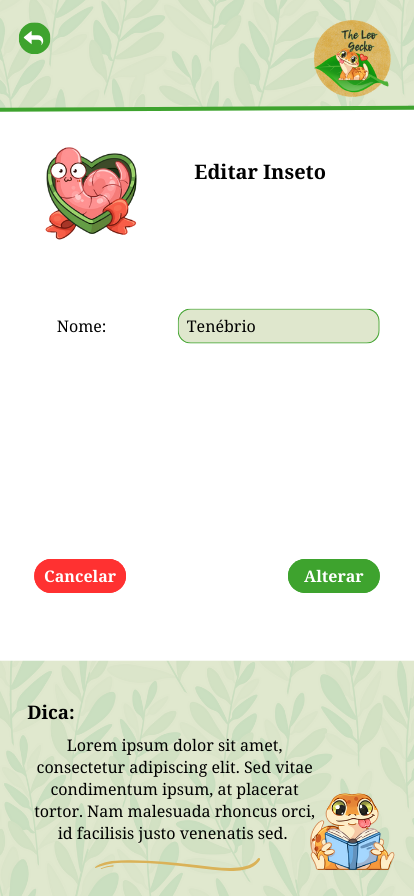 The Leo
Gecko
Editar Inseto
Nome:
Tenébrio
Cancelar
Alterar
Dica:
Lorem ipsum dolor sit amet,
consectetur adipiscing elit. Sed vitae
condimentum ipsum, at placerat
tortor. Nam malesuada rhoncus orci,
id facilisis justo venenatis sed.